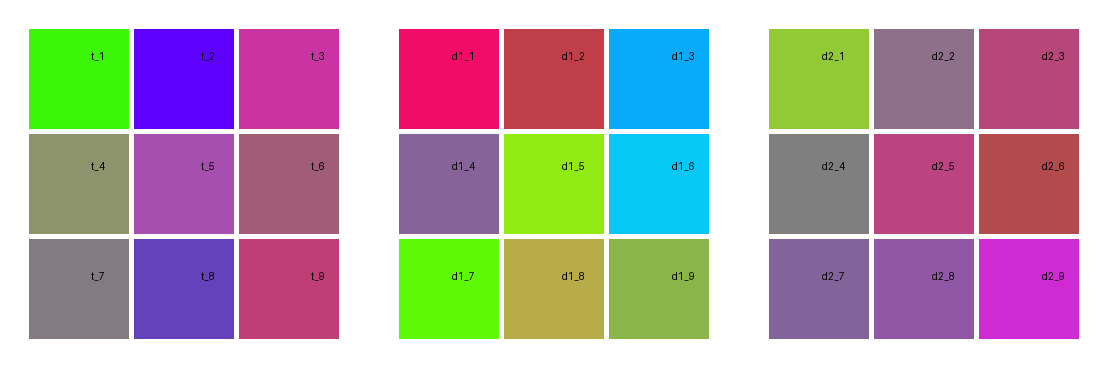 t_1 t_2 t_3 d1_1 d1_2 d1_3 d2_1 d2_2 d2_3
t_4 t_5 t_6 d1_4 d1_5 d1_6 d2_4 d2_5 d2_6
t_7 t_8 t_9 d1_7 d1_8 d1_9 d2_7 d2_8 d2_9